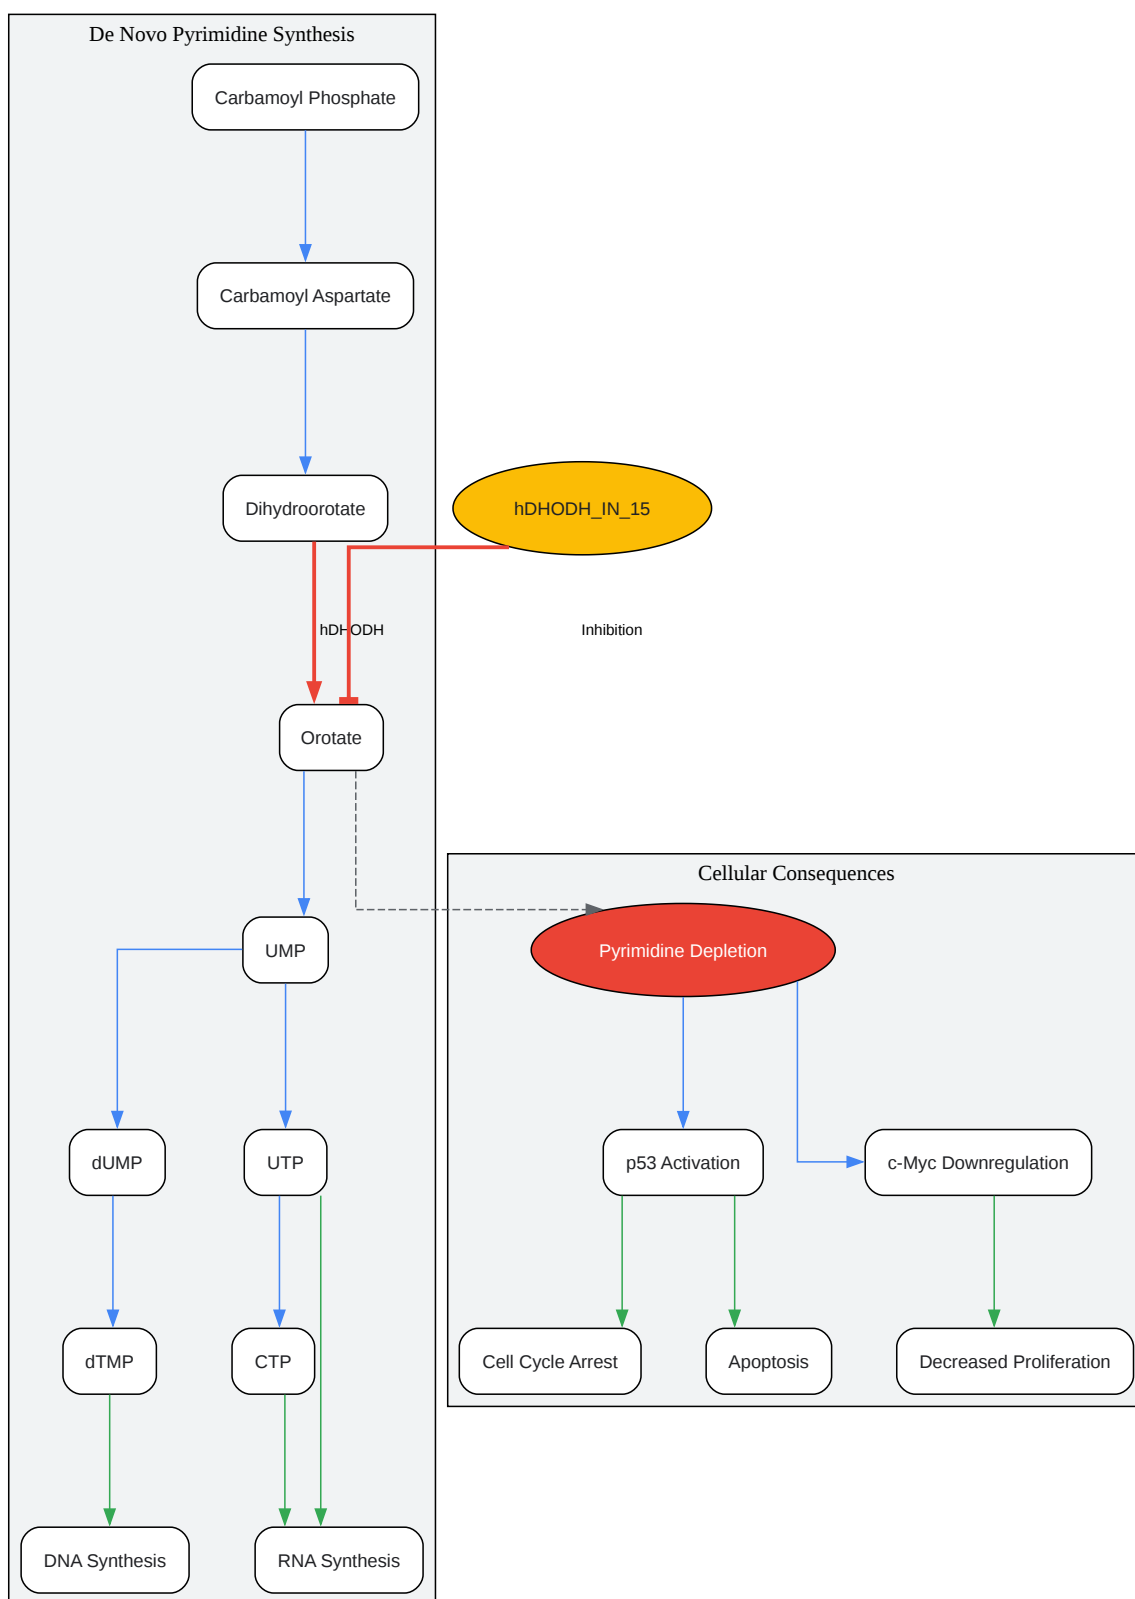 De Novo Pyrimidine Synthesis
Carbamoyl Phosphate
Carbamoyl Aspartate
Dihydroorotate
hDHODH_IN_15
hDHODH
Inhibition
Orotate
Cellular Consequences
UMP
Pyrimidine Depletion
dUMP
UTP
p53 Activation
c-Myc Downregulation
dTMP
CTP
Cell Cycle Arrest
Apoptosis
Decreased Proliferation
DNA Synthesis
RNA Synthesis